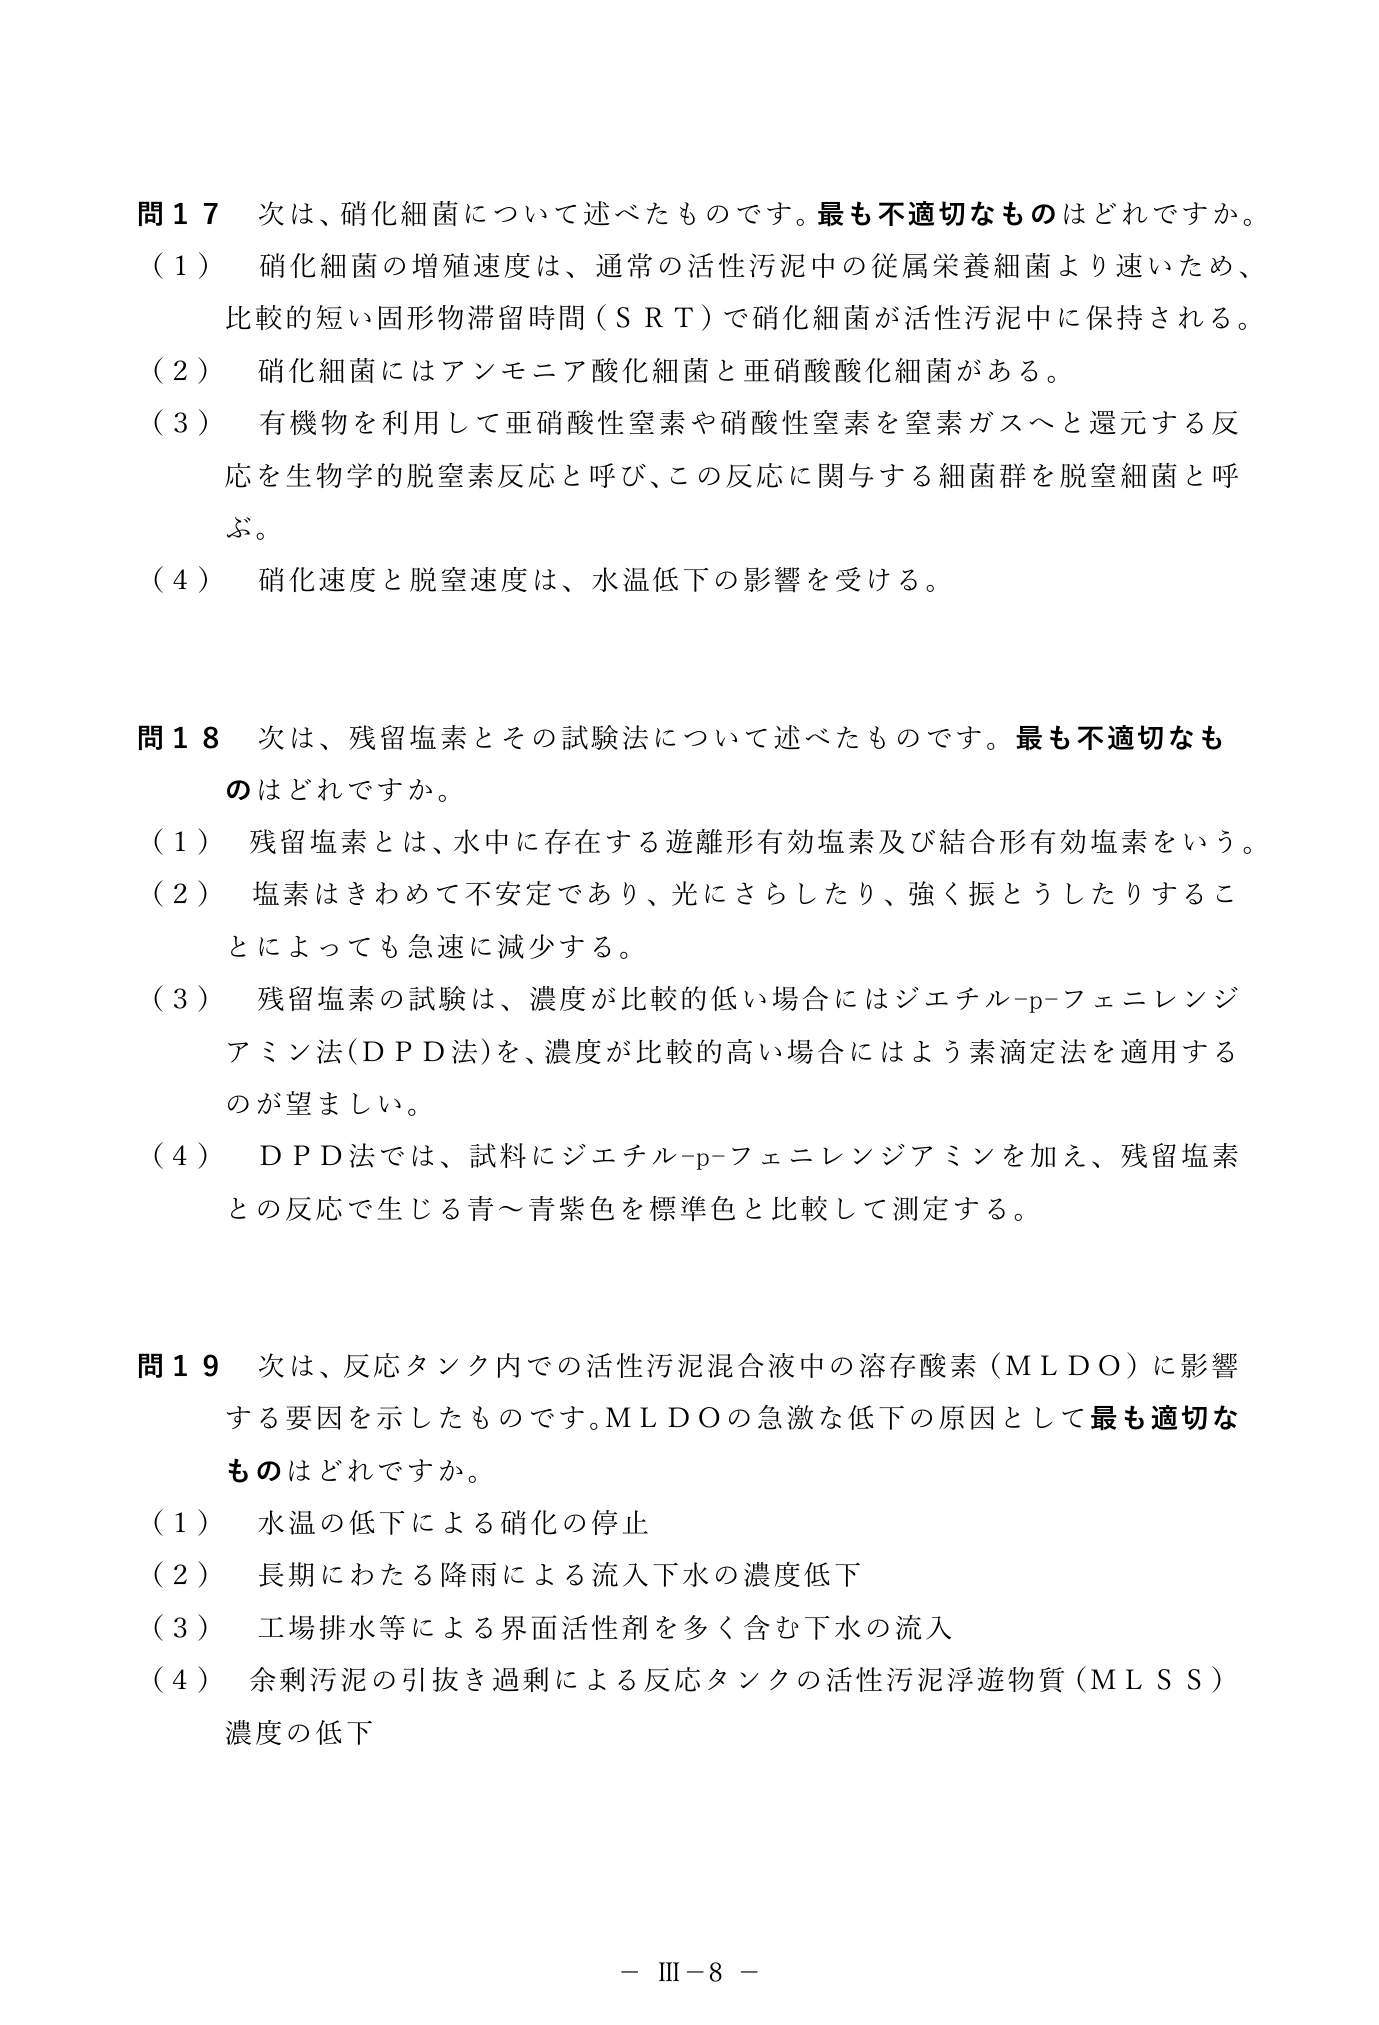 問１７　次は、硝化細菌について述べたものです。最も不適切なものはどれですか。
（１）　硝化細菌の増殖速度は、通常の活性汚泥中の従属栄養細菌より速いため、
比較的短い固形物滞留時間（ＳＲＴ）で硝化細菌が活性汚泥中に保持される。
（２）　硝化細菌にはアンモニア酸化細菌と亜硝酸酸化細菌がある。
（３）　有機物を利用して亜硝酸性窒素や硝酸性窒素を窒素ガスへと還元する反
応を生物学的脱窒素反応と呼び、この反応に関与する細菌群を脱窒細菌と呼
ぶ。
（４）　硝化速度と脱窒速度は、水温低下の影響を受ける。
問１８　次は、残留塩素とその試験法について述べたものです。最も不適切なも
のはどれですか。
（１）　残留塩素とは、水中に存在する遊離形有効塩素及び結合形有効塩素をいう。
（２）　塩素はきわめて不安定であり、光にさらしたり、強く振とうしたりするこ
とによっても急速に減少する。
（３）　残留塩素の試験は、濃度が比較的低い場合にはジエチル-p-フェニレンジ
アミン法(ＤＰＤ法)を、濃度が比較的高い場合にはよう素滴定法を適用する
のが望ましい。
（４）　ＤＰＤ法では、試料にジエチル-p-フェニレンジアミンを加え、残留塩素
との反応で生じる青～青紫色を標準色と比較して測定する。
問１９　次は、反応タンク内での活性汚泥混合液中の溶存酸素（ＭＬＤＯ）に影響
する要因を示したものです。ＭＬＤＯの急激な低下の原因として最も適切な
ものはどれですか。
（１）　水温の低下による硝化の停止
（２）　長期にわたる降雨による流入下水の濃度低下
（３）　工場排水等による界面活性剤を多く含む下水の流入
（４）　余剰汚泥の引抜き過剰による反応タンクの活性汚泥浮遊物質（ＭＬＳＳ）
濃度の低下
－ Ⅲ－8 －